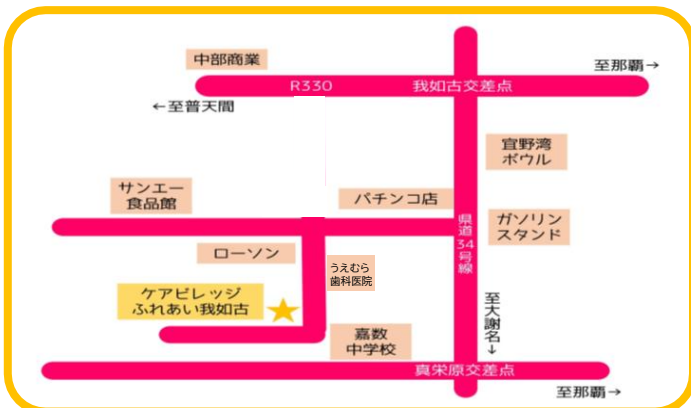 中部商業
至那覇→
R330
我如古交差点
←至普天間
宜野湾
ボウル
サンエー
食品館
パチンコ店
県道34号線
ガソリン
スタンド
ローソン
うえむら
歯科医院
ケアビレッジ
ふれあい我如古
至大謝名→
嘉数
中学校
真栄原交差点
至那覇→